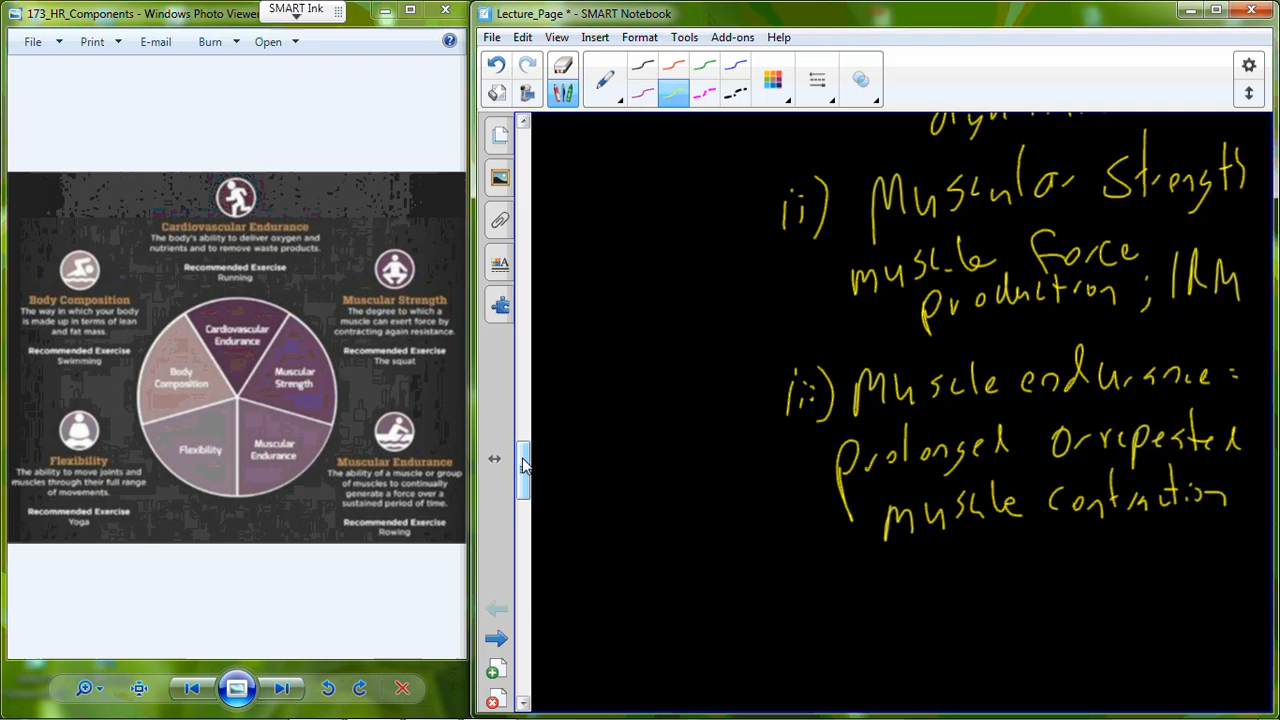 173_HR_Components - Windows Photo Viewer
SMART Ink
File Print E-mail Burn Open
Cardiovascular Endurance
The body's ability to deliver oxygen and
nutrients and to remove waste products.
Recommended Exercise
Running
Body Composition
The way in which your body
is made up in terms of lean
and fat mass.
Recommended Exercise
Swimming
Muscular Strength
The degree to which a
muscle can exert force by
contracting again resistance.
Recommended Exercise
The squat
Cardiovascular
Endurance
Body
Composition
Muscular
Strength
Flexibility
Muscular
Endurance
Flexibility
The ability to move joints and
muscles through their full range
of movements.
Recommended Exercise
Yoga
Muscular Endurance
The ability of a muscle or group
of muscles to continually
generate a force over a
sustained period of time.
Recommended Exercise
Rowing
Lecture_Page * - SMART Notebook
File Edit View Insert Format Tools Add-ons Help
ii) Muscular Strength
muscle force
production ; 1RM
iii) Muscle endurance =
prolonged or repeated
muscle contraction